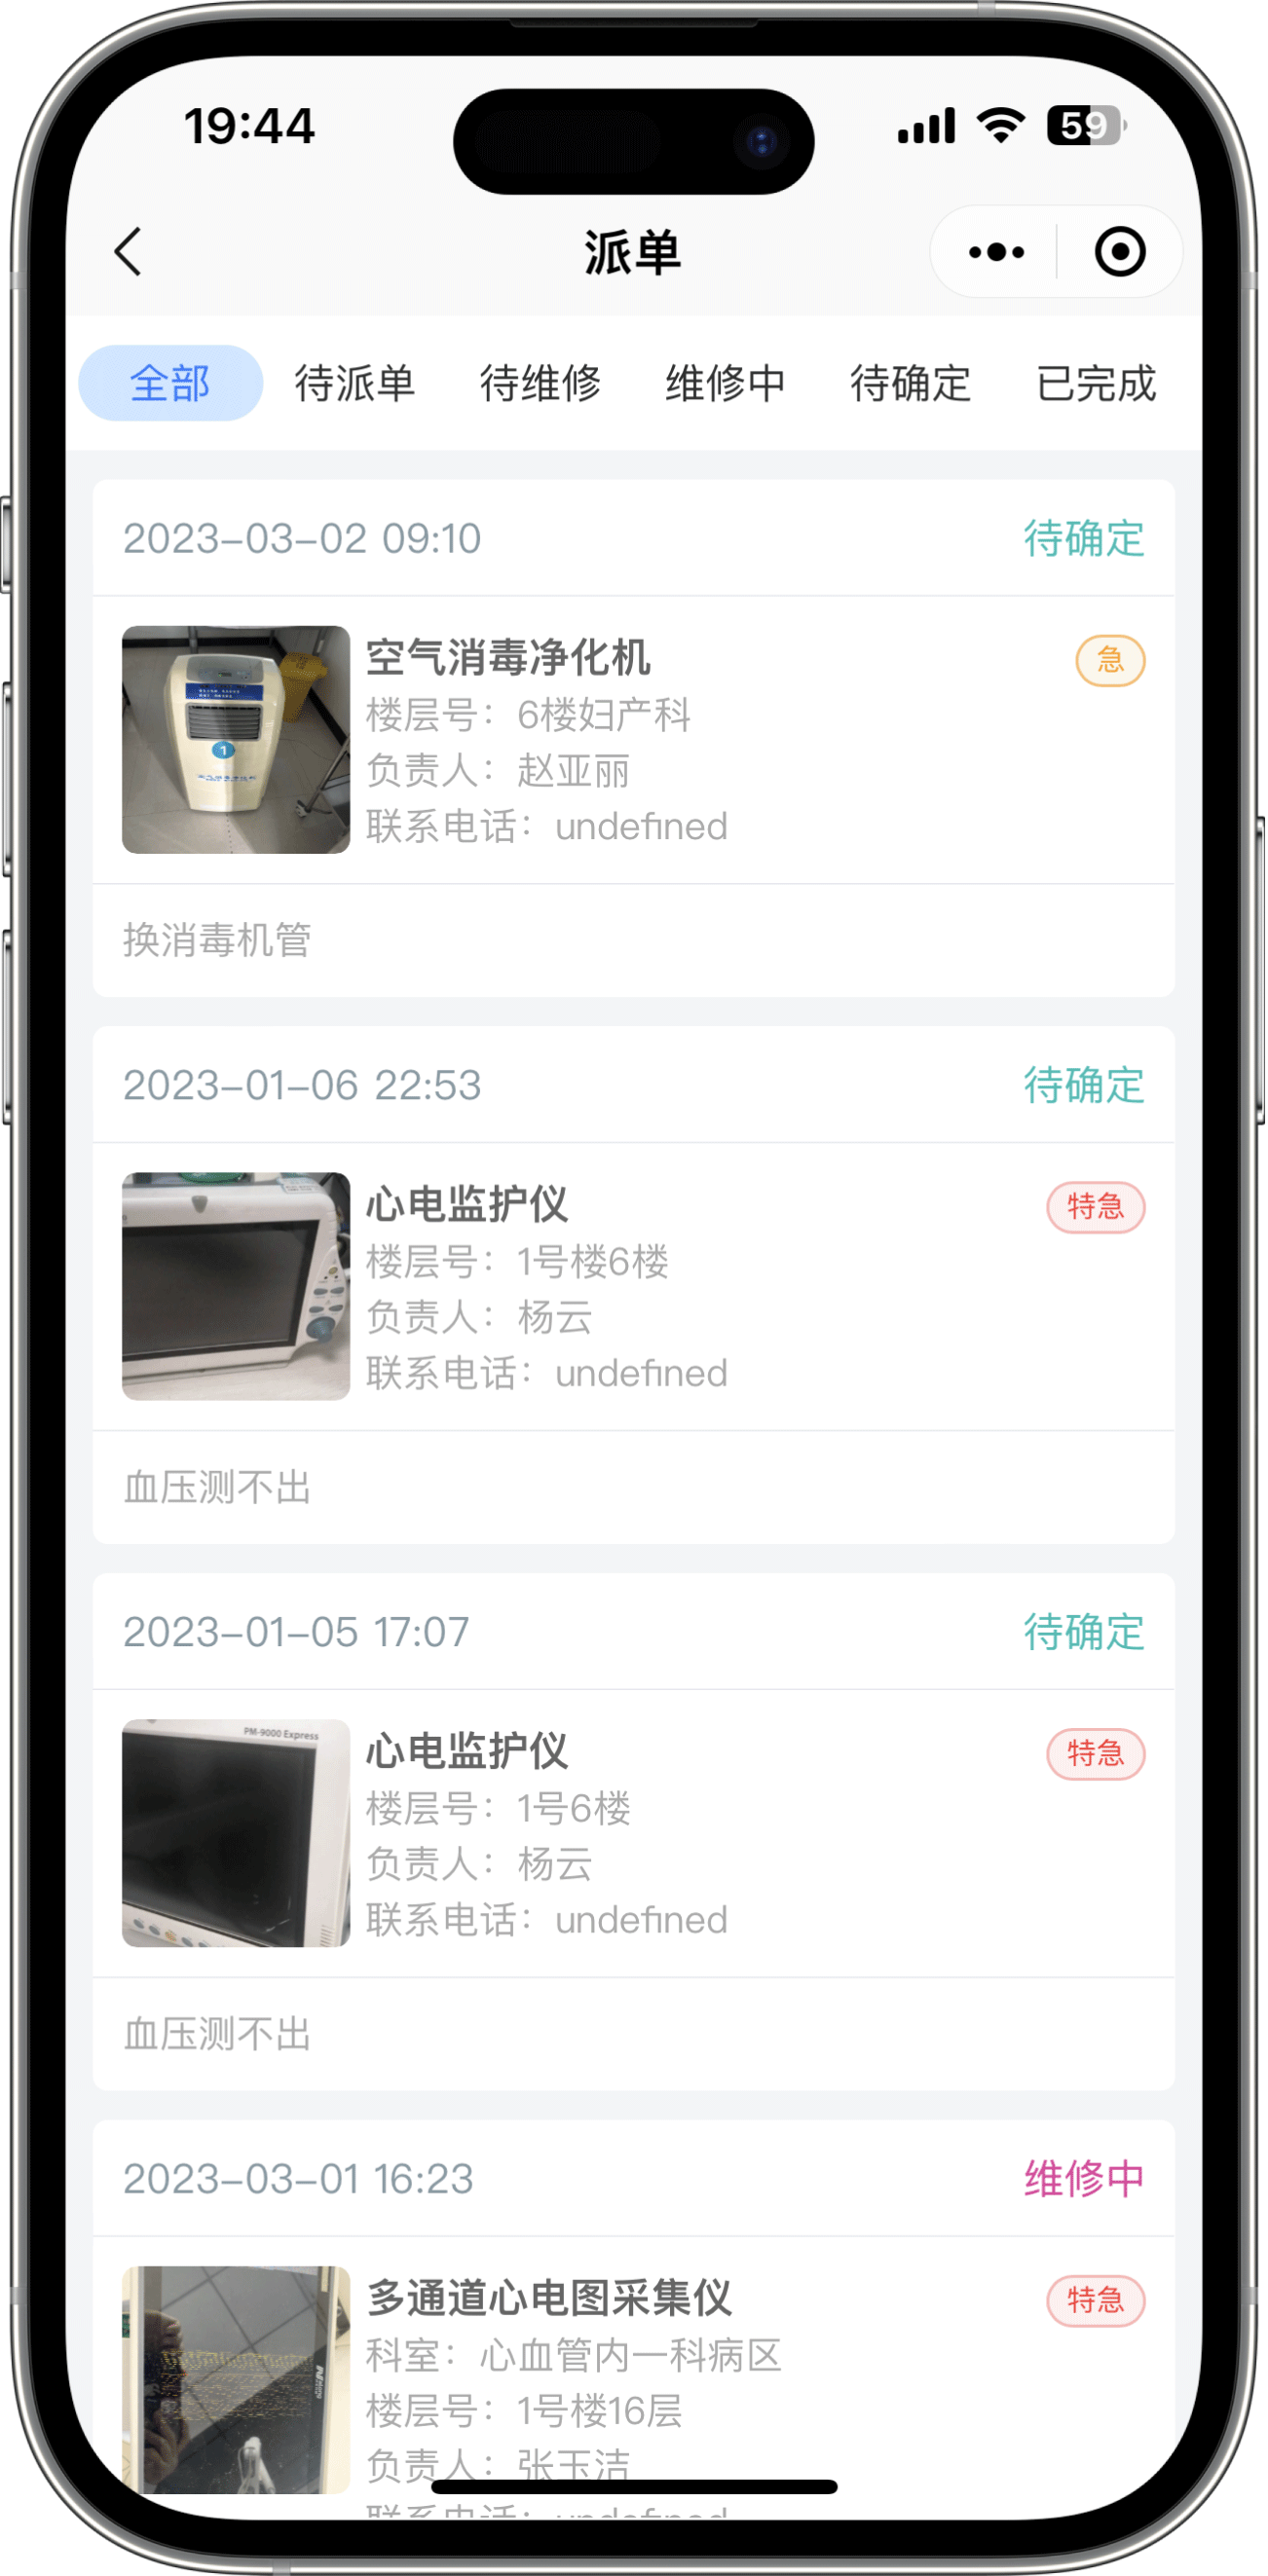 19:44
59
派单
全部 待派单 待维修 维修中 待确定 已完成
2023-03-02 09:10 待确定
空气消毒净化机 急
楼层号：6楼妇产科
负责人：赵亚丽
联系电话：undefined
1
换消毒机管
2023-01-06 22:53 待确定
心电监护仪 特急
楼层号：1号楼6楼
负责人：杨云
联系电话：undefined
血压测不出
2023-01-05 17:07 待确定
PM-9000 Express
心电监护仪 特急
楼层号：1号6楼
负责人：杨云
联系电话：undefined
血压测不出
2023-03-01 16:23 维修中
多通道心电图采集仪 特急
科室：心血管内一科病区
楼层号：1号楼16层
负责人：张玉洁
联系电话：undefined